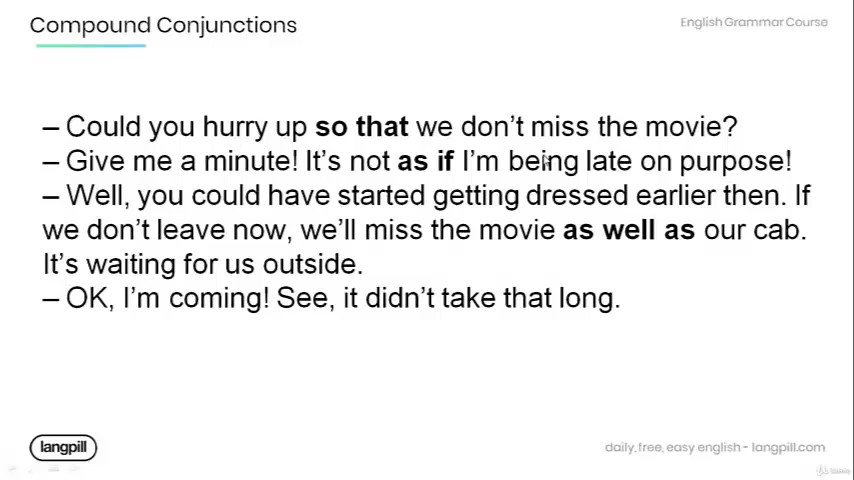 Compound Conjunctions
English Grammar Course
– Could you hurry up so that we don't miss the movie?
– Give me a minute! It's not as if I'm being late on purpose!
– Well, you could have started getting dressed earlier then. If
we don't leave now, we'll miss the movie as well as our cab.
It's waiting for us outside.
– OK, I'm coming! See, it didn't take that long.
langpill
daily, free, easy english - langpill.com